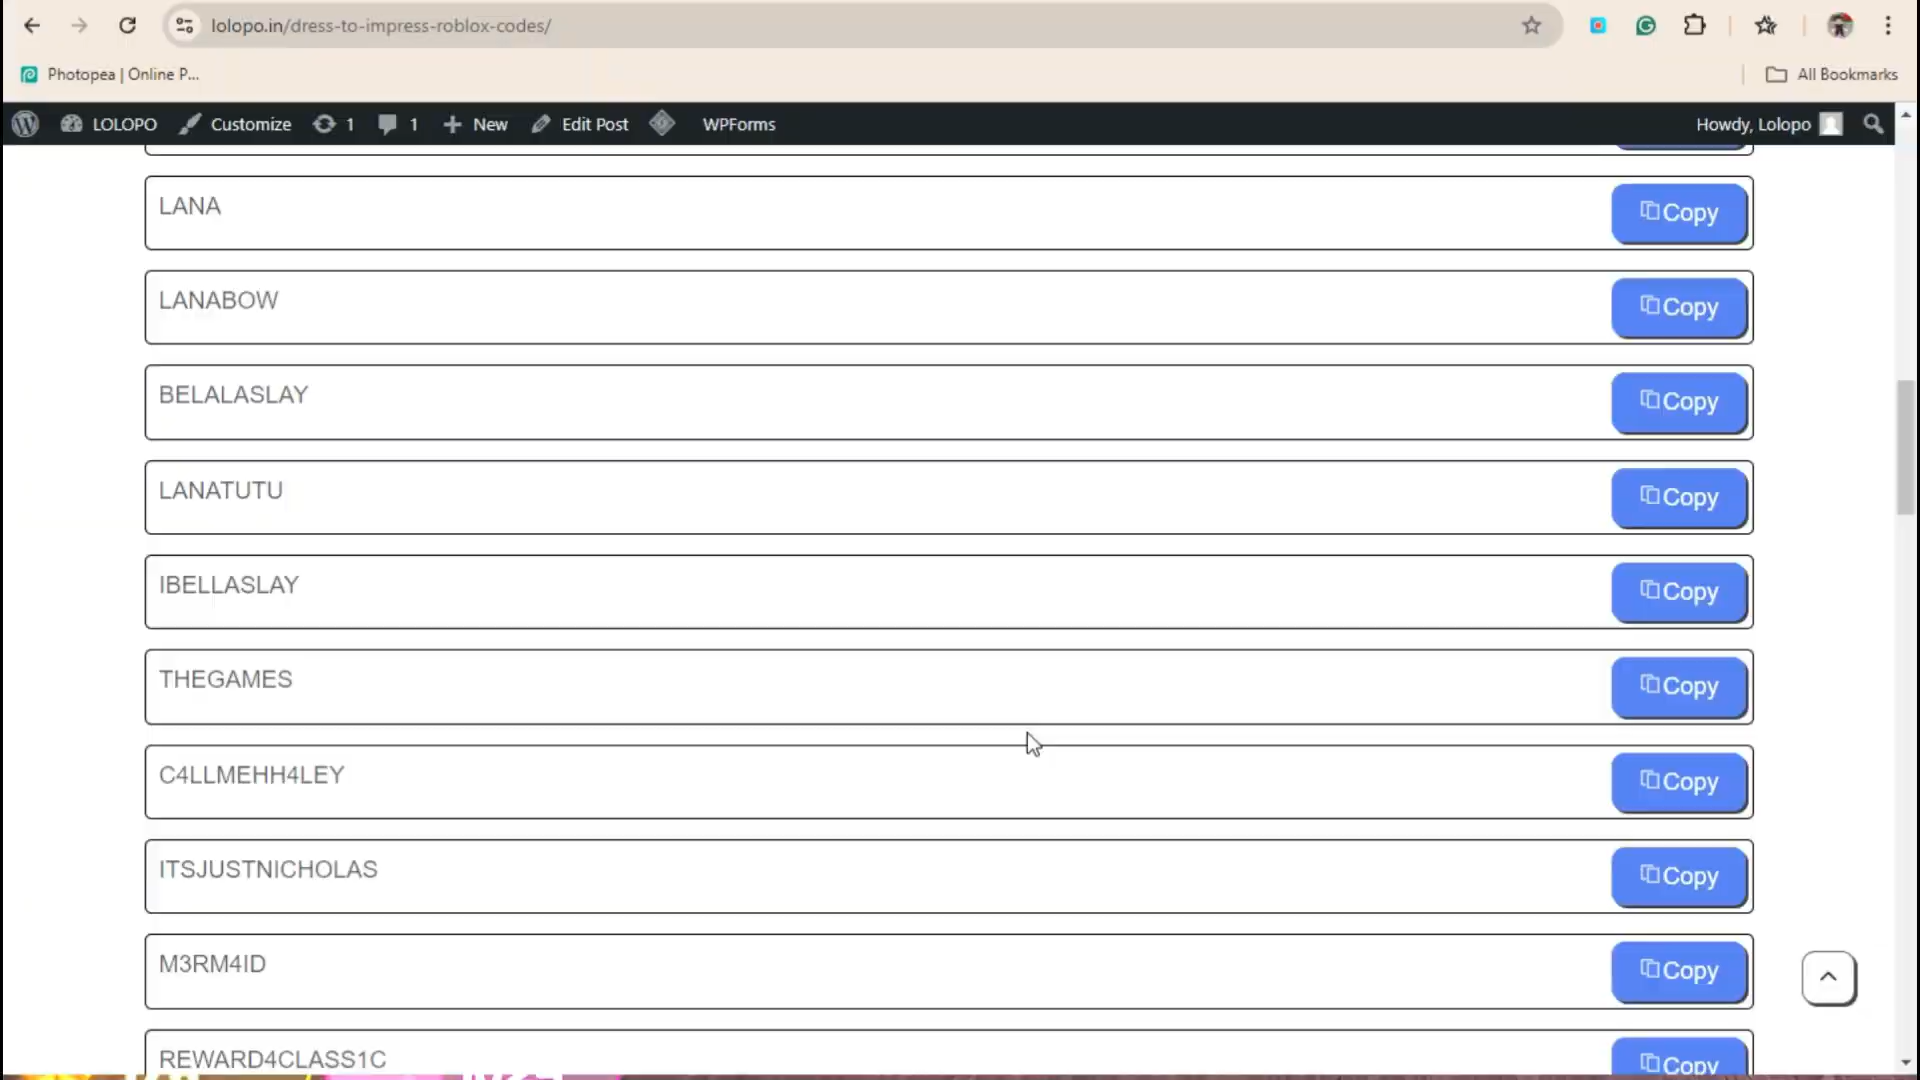 lolopo.in/dress-to-impress-roblox-codes/
Photopea | Online P...
All Bookmarks
LOLOPO Customize 1 1 New Edit Post WPForms Howdy, Lolopo
LANA Copy
LANABOW Copy
BELALASLAY Copy
LANATUTU Copy
IBELLASLAY Copy
THEGAMES Copy
C4LLMEHH4LEY Copy
ITSJUSTNICHOLAS Copy
M3RM4ID Copy
REWARD4CLASS1C Copy